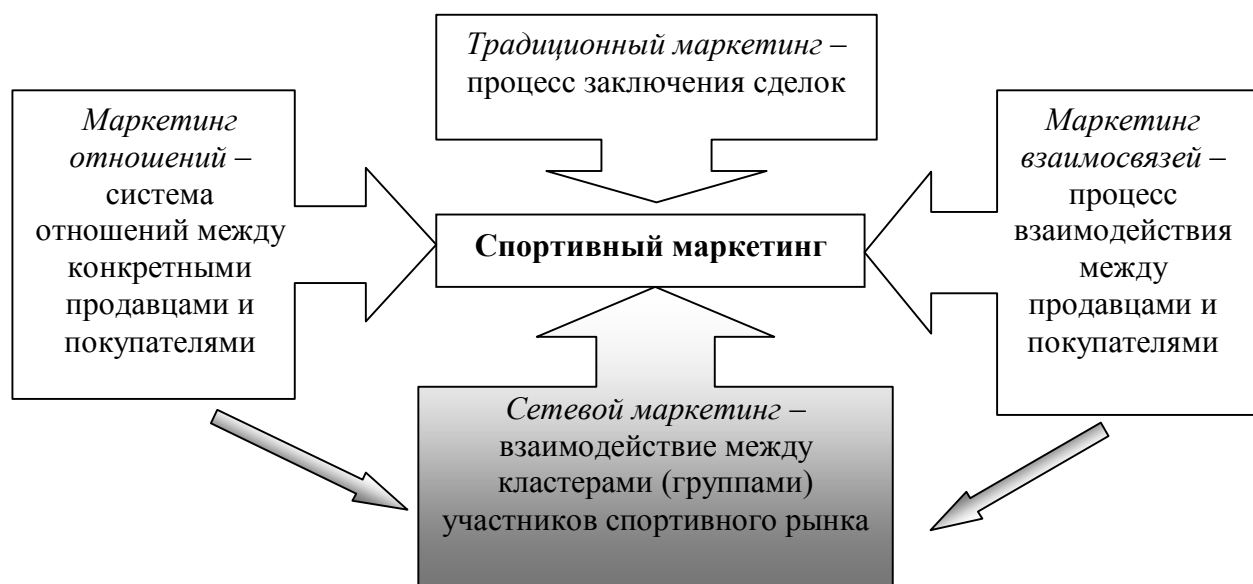 Традиционный маркетинг –
процесс заключения сделок
Маркетинг
отношений –
система
отношений между
конкретными
продавцами и
покупателями
Спортивный маркетинг
Маркетинг
взаимосвязей –
процесс
взаимодействия
между
продавцами и
покупателями
Сетевой маркетинг –
взаимодействие между
кластерами (группами)
участников спортивного рынка